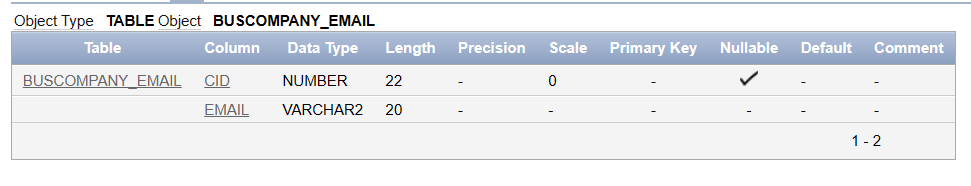 Object Type TABLE Object BUSCOMPANY_EMAIL
Table Column Data Type Length Precision Scale Primary Key Nullable Default Comment
BUSCOMPANY_EMAIL CID NUMBER 22 - 0 - ✓ - -
EMAIL VARCHAR2 20 - - - - - -
1 - 2